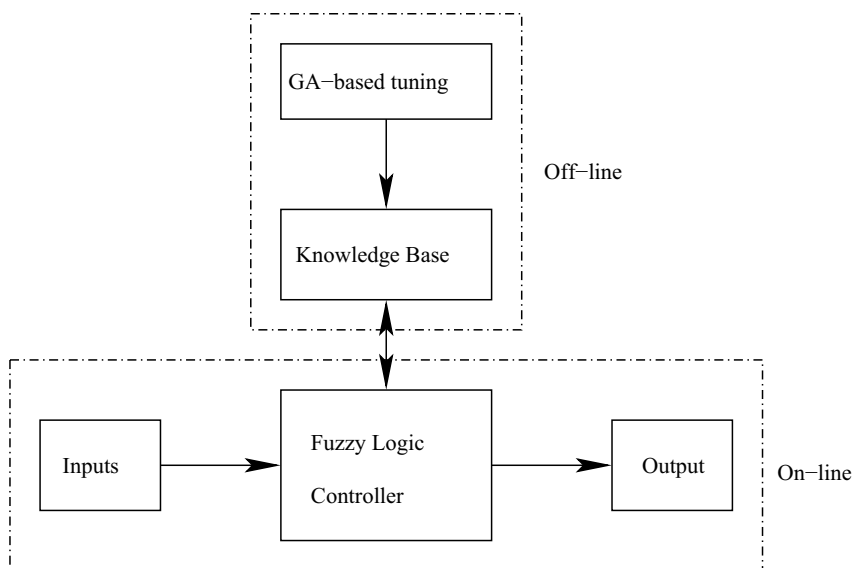 GA−based tuning
Off−line
Knowledge Base
Inputs
Fuzzy Logic
Controller
Output
On−line